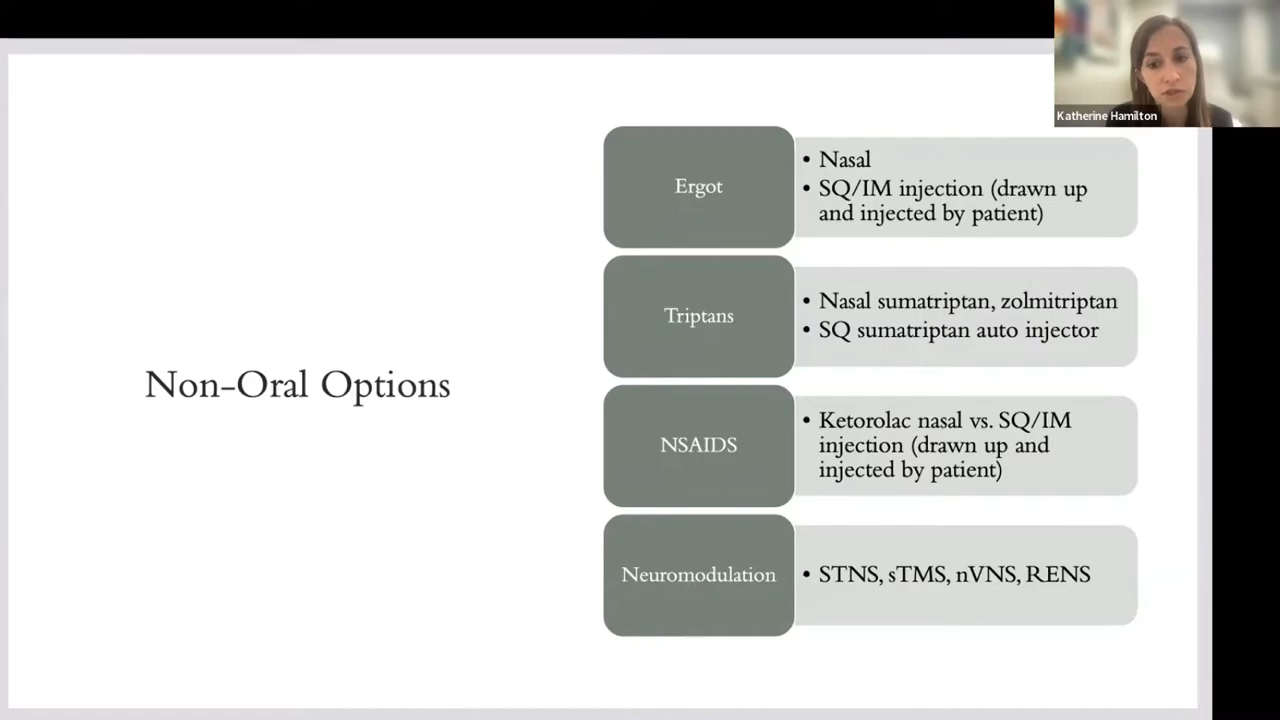 Katherine Hamilton
Non-Oral Options
Ergot
• Nasal
• SQ/IM injection (drawn up
and injected by patient)
Triptans
• Nasal sumatriptan, zolmitriptan
• SQ sumatriptan auto injector
NSAIDS
• Ketorolac nasal vs. SQ/IM
injection (drawn up and
injected by patient)
Neuromodulation
• STNS, sTMS, nVNS, RENS